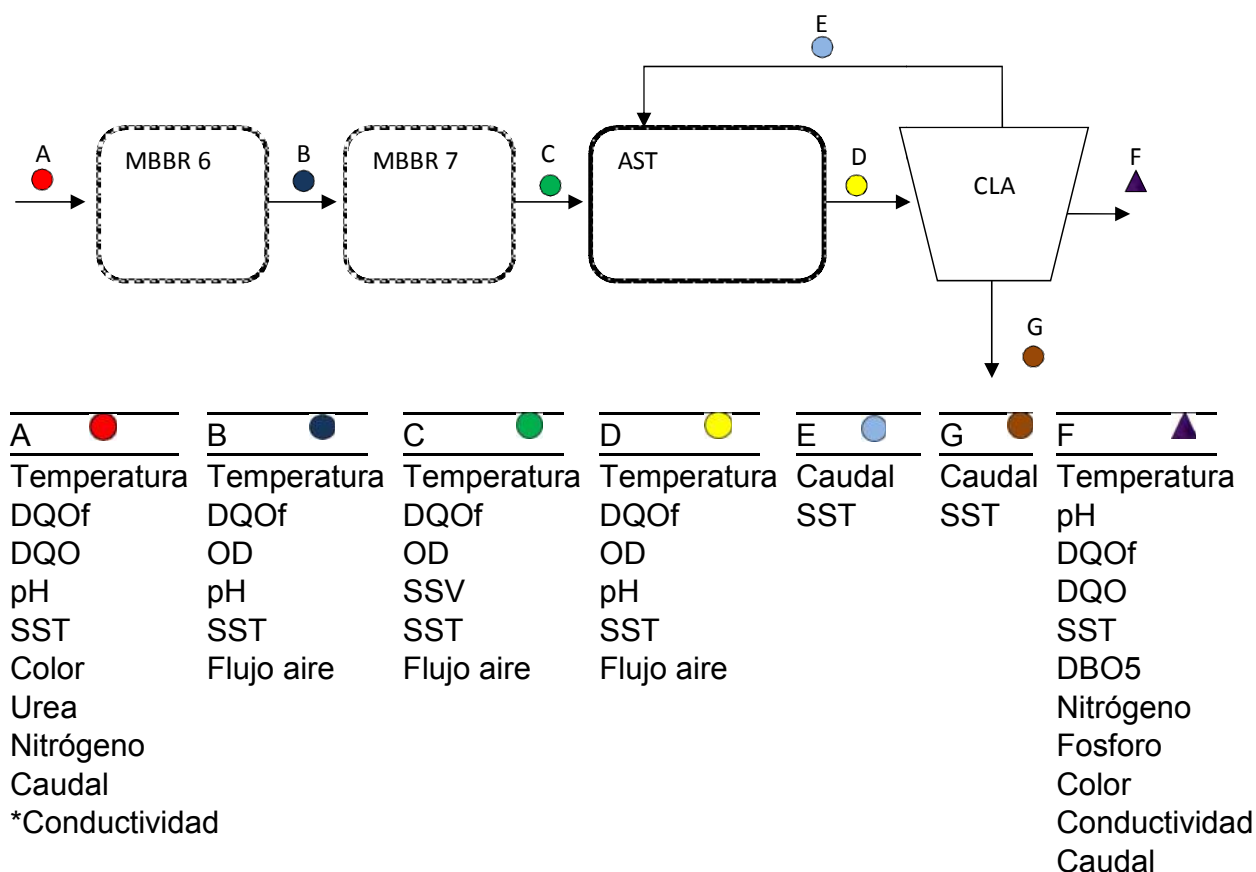 E
A
MBBR 6
B
MBBR 7
C
AST
D
CLA
F
G
A B C D E G F
Temperatura Temperatura Temperatura Temperatura Caudal Caudal Temperatura
DQOf DQOf DQOf DQOf SST SST pH
DQO OD OD OD DQOf
pH pH SSV pH DQO
SST SST SST SST SST
Color Flujo aire Flujo aire Flujo aire DBO5
Urea Nitrógeno
Nitrógeno Fosforo
Caudal Color
*Conductividad Conductividad
Caudal